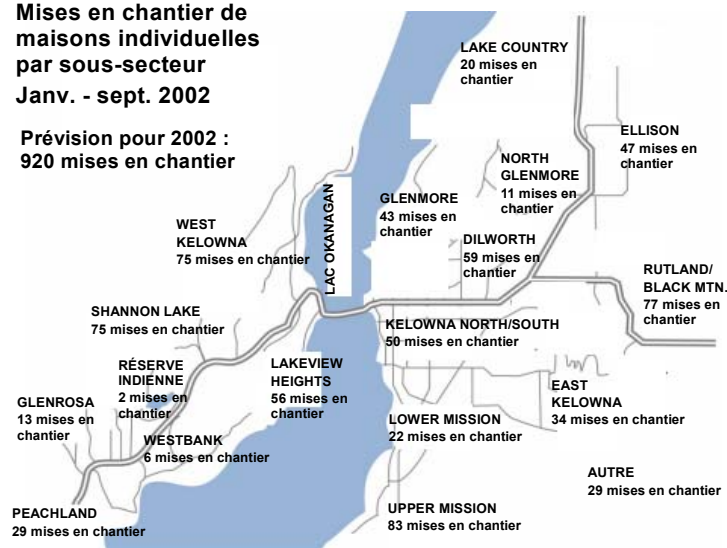 Mises en chantier de
maisons individuelles
par sous-secteur
Janv. - sept. 2002
Prévision pour 2002 :
920 mises en chantier
LAKE COUNTRY
20 mises en
chantier
ELLISON
47 mises en
chantier
NORTH
GLENMORE
11 mises en
chantier
GLENMORE
43 mises en
chantier
LAC OKANAGAN
WEST
KELOWNA
75 mises en chantier
DILWORTH
59 mises en
chantier
RUTLAND/
BLACK MTN.
77 mises en
chantier
SHANNON LAKE
75 mises en chantier
KELOWNA NORTH/SOUTH
50 mises en chantier
RÉSERVE
INDIENNE
2 mises en
chantier
LAKEVIEW
HEIGHTS
56 mises en
chantier
EAST
KELOWNA
34 mises en chantier
GLENROSA
13 mises en
chantier
LOWER MISSION
22 mises en chantier
WESTBANK
6 mises en chantier
AUTRE
29 mises en chantier
PEACHLAND
29 mises en chantier
UPPER MISSION
83 mises en chantier